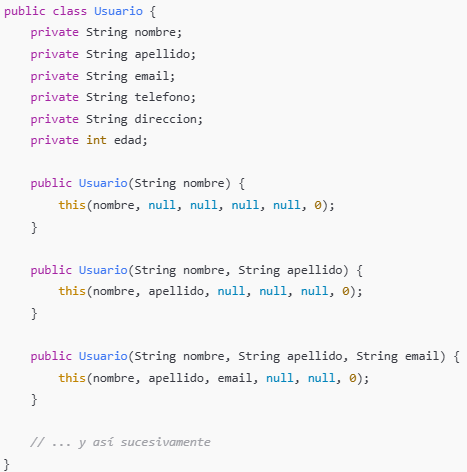 public class Usuario {
    private String nombre;
    private String apellido;
    private String email;
    private String telefono;
    private String direccion;
    private int edad;

    public Usuario(String nombre) {
        this(nombre, null, null, null, null, 0);
    }

    public Usuario(String nombre, String apellido) {
        this(nombre, apellido, null, null, null, 0);
    }

    public Usuario(String nombre, String apellido, String email) {
        this(nombre, apellido, email, null, null, 0);
    }

    // ... y así sucesivamente
}